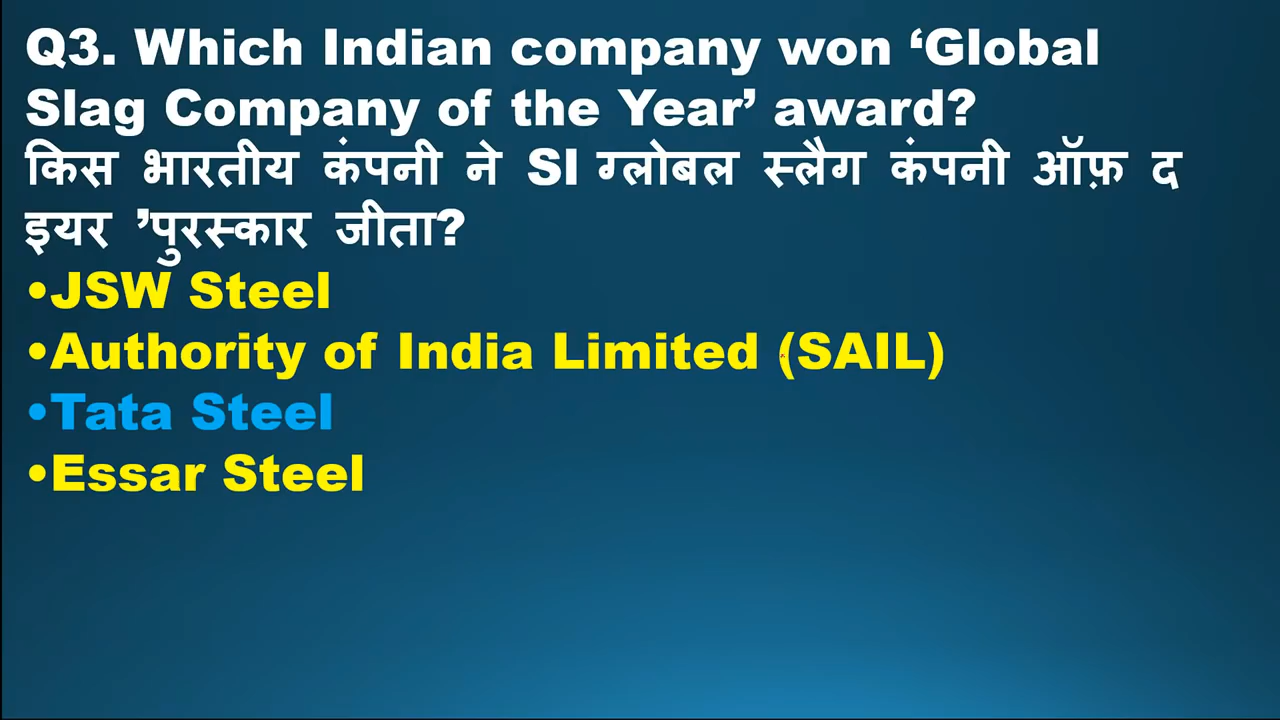 Q3. Which Indian company won ‘Global
Slag Company of the Year’ award?
किस भारतीय कंपनी ने SI ग्लोबल स्लैग कंपनी ऑफ़ द
इयर ’पुरस्कार जीता?
•JSW Steel
•Authority of India Limited (SAIL)
•Tata Steel
•Essar Steel